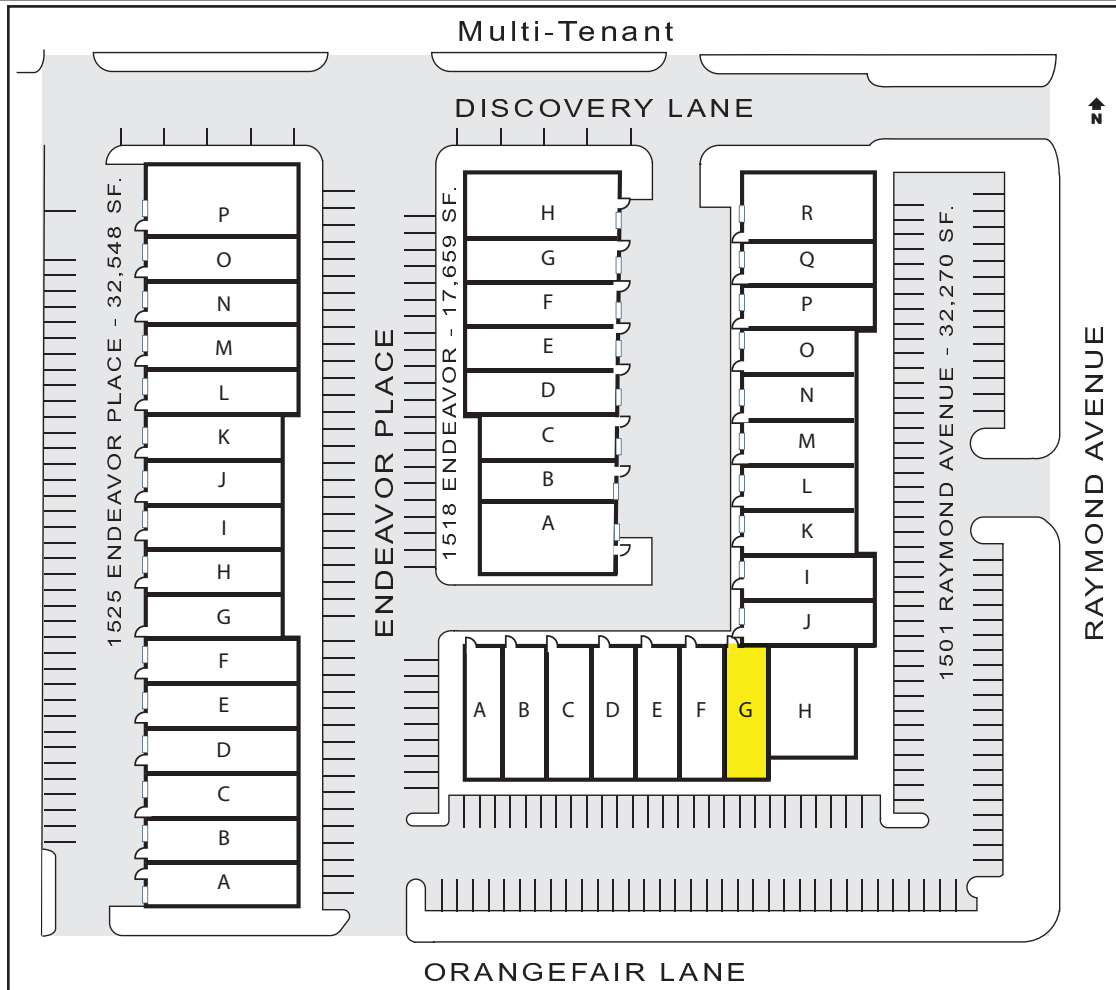 Multi-Tenant
DISCOVERY LANE
N
1525 ENDEAVOR PLACE - 32,548 SF.
P
O
N
M
L
K
J
I
H
G
F
E
D
C
B
A
ENDEAVOR PLACE
1518 ENDEAVOR - 17,659 SF.
H
G
F
E
D
C
B
A
R
Q
P
O
N
M
L
K
I
J
A B C D E F G H
1501 RAYMOND AVENUE - 32,270 SF.
RAYMOND AVENUE
ORANGEFAIR LANE